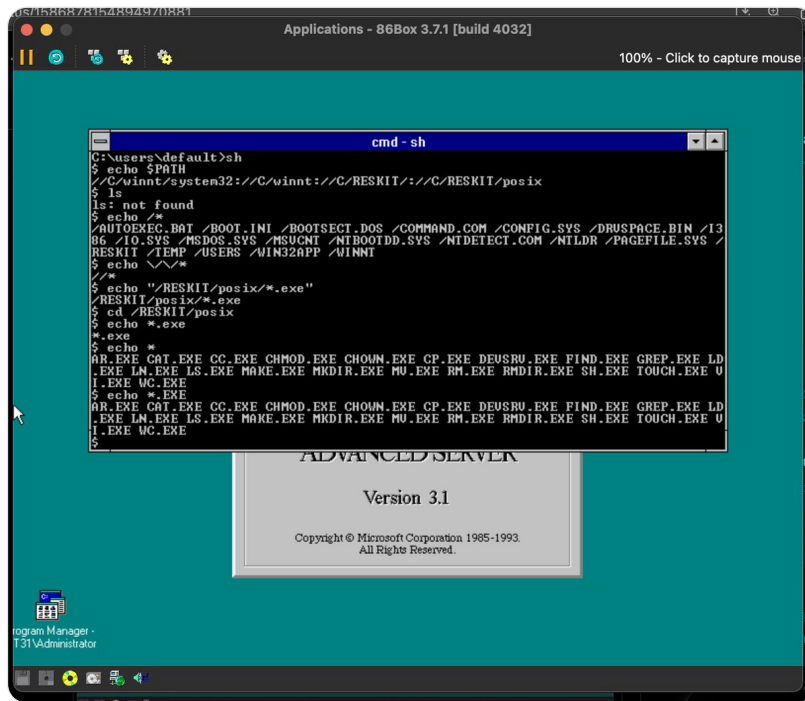 us/1586878154894970881
Applications - 86Box 3.7.1 [build 4032]
100% - Click to capture mouse
cmd - sh
C:\users\default>sh
$ echo $PATH
//C/winnt/system32://C/winnt://C/RESKIT/://C/RESKIT/posix
$ ls
ls: not found
$ echo /*
/AUTOEXEC.BAT /BOOT.INI /BOOTSECT.DOS /COMMAND.COM /CONFIG.SYS /DRVSPACE.BIN /I3
86 /IO.SYS /MSDOS.SYS /MSVCNT /NTBOOTDD.SYS /NTDETECT.COM /NTLDR /PAGEFILE.SYS /
RESKIT /TEMP /USERS /WIN32APP /WINNT
$ echo \/\/*
//*
$ echo "/RESKIT/posix/*.exe"
/RESKIT/posix/*.exe
$ cd /RESKIT/posix
$ echo *.exe
*.exe
$ echo *
AR.EXE CAT.EXE CC.EXE CHMOD.EXE CHOWN.EXE CP.EXE DEVSRV.EXE FIND.EXE GREP.EXE LD
.EXE LN.EXE LS.EXE MAKE.EXE MKDIR.EXE MV.EXE RM.EXE RMDIR.EXE SH.EXE TOUCH.EXE V
I.EXE WC.EXE
$ echo *.EXE
AR.EXE CAT.EXE CC.EXE CHMOD.EXE CHOWN.EXE CP.EXE DEVSRV.EXE FIND.EXE GREP.EXE LD
.EXE LN.EXE LS.EXE MAKE.EXE MKDIR.EXE MV.EXE RM.EXE RMDIR.EXE SH.EXE TOUCH.EXE V
I.EXE WC.EXE
$
ADVANCED SERVER
Version 3.1
Copyright © Microsoft Corporation 1985-1993.
All Rights Reserved.
rogram Manager -
T31\Administrator